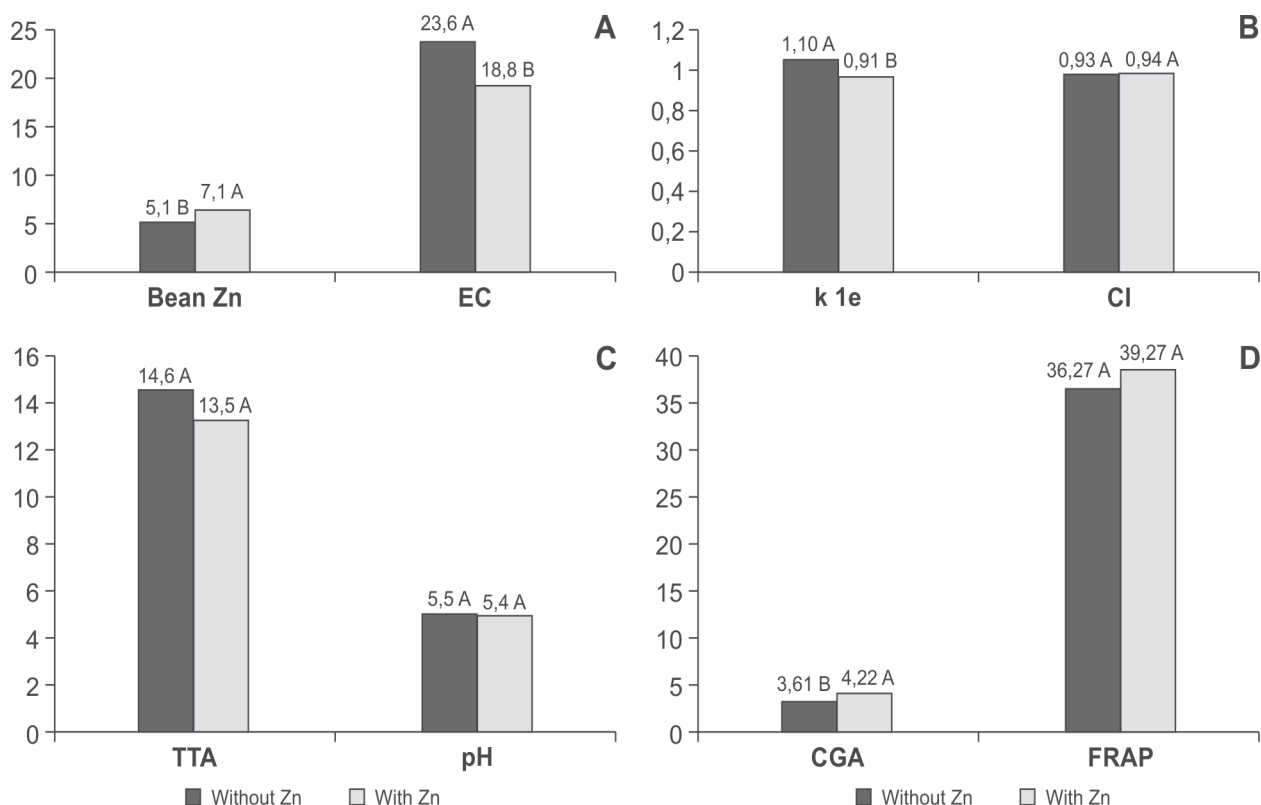 A
25
20
15
10
5
0
5,1 B
7,1 A
23,6 A
18,8 B
Bean Zn
EC
B
1,2
1
0,8
0,6
0,4
0,2
0
1,10 A
0,91 B
0,93 A
0,94 A
k 1e
CI
C
16
14
12
10
8
6
4
2
0
14,6 A
13,5 A
5,5 A
5,4 A
TTA
pH
Without Zn
With Zn
D
40
35
30
25
20
15
10
5
0
3,61 B
4,22 A
36,27 A
39,27 A
CGA
FRAP
Without Zn
With Zn